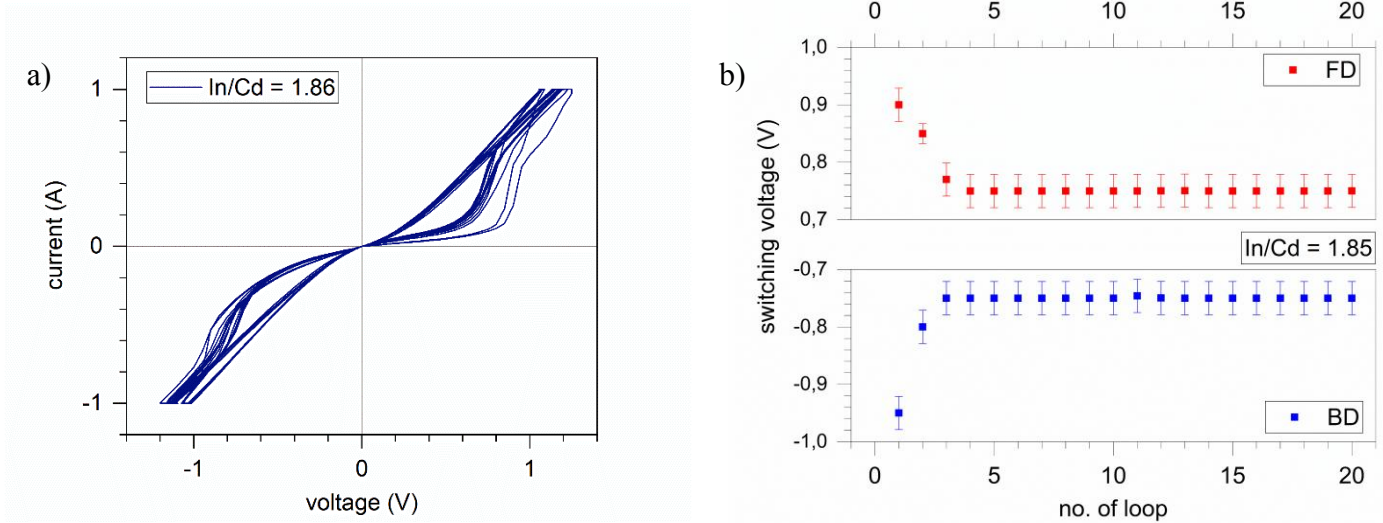 a)
In/Cd = 1.86
current (A)
1
0
-1
-1 0 1
voltage (V)
b)
0 5 10 15 20
1,0
0,9
0,8
0,7
FD
In/Cd = 1.85
switching voltage (V)
-0,7
-0,8
-0,9
-1,0
BD
0 5 10 15 20
no. of loop